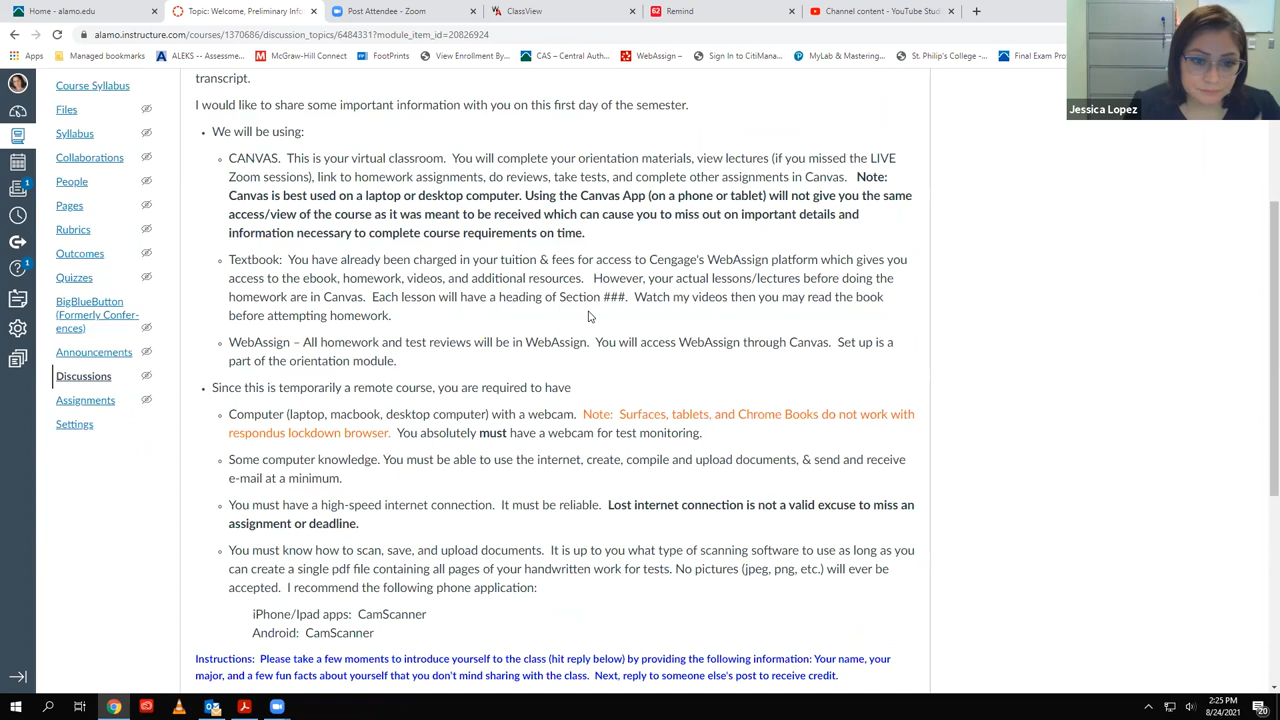 Home - alamo.edu
Topic: Welcome, Preliminary Info
Post Attendee - Zoom
ClassView
Remind
Channel content - YouTube Stud
alamo.instructure.com/courses/1370686/discussion_topics/6484331?module_item_id=20826924
Apps
Managed bookmarks
ALEKS -- Assessme...
McGraw-Hill Connect
FootPrints
View Enrollment By...
CAS – Central Auth...
WebAssign –
Sign In to CitiMana...
MyLab & Mastering...
St. Philip's College -...
Final Exam Pro
Jessica Lopez
Course Syllabus
Files
Syllabus
Collaborations
People
Pages
Rubrics
Outcomes
Quizzes
BigBlueButton
(Formerly Confer-
ences)
Announcements
Discussions
Assignments
Settings
1
1
transcript.
I would like to share some important information with you on this first day of the semester.
We will be using:
CANVAS. This is your virtual classroom. You will complete your orientation materials, view lectures (if you missed the LIVE
Zoom sessions), link to homework assignments, do reviews, take tests, and complete other assignments in Canvas. Note:
Canvas is best used on a laptop or desktop computer. Using the Canvas App (on a phone or tablet) will not give you the same
access/view of the course as it was meant to be received which can cause you to miss out on important details and
information necessary to complete course requirements on time.
Textbook: You have already been charged in your tuition & fees for access to Cengage's WebAssign platform which gives you
access to the ebook, homework, videos, and additional resources. However, your actual lessons/lectures before doing the
homework are in Canvas. Each lesson will have a heading of Section ###. Watch my videos then you may read the book
before attempting homework.
WebAssign – All homework and test reviews will be in WebAssign. You will access WebAssign through Canvas. Set up is a
part of the orientation module.
Since this is temporarily a remote course, you are required to have
Computer (laptop, macbook, desktop computer) with a webcam. Note: Surfaces, tablets, and Chrome Books do not work with
respondus lockdown browser. You absolutely must have a webcam for test monitoring.
Some computer knowledge. You must be able to use the internet, create, compile and upload documents, & send and receive
e-mail at a minimum.
You must have a high-speed internet connection. It must be reliable. Lost internet connection is not a valid excuse to miss an
assignment or deadline.
You must know how to scan, save, and upload documents. It is up to you what type of scanning software to use as long as you
can create a single pdf file containing all pages of your handwritten work for tests. No pictures (jpeg, png, etc.) will ever be
accepted. I recommend the following phone application:
iPhone/Ipad apps: CamScanner
Android: CamScanner
Instructions: Please take a few moments to introduce yourself to the class (hit reply below) by providing the following information: Your name, your
major, and a few fun facts about yourself that you don't mind sharing with the class. Next, reply to someone else's post to receive credit.
2:25 PM
8/24/2021
20